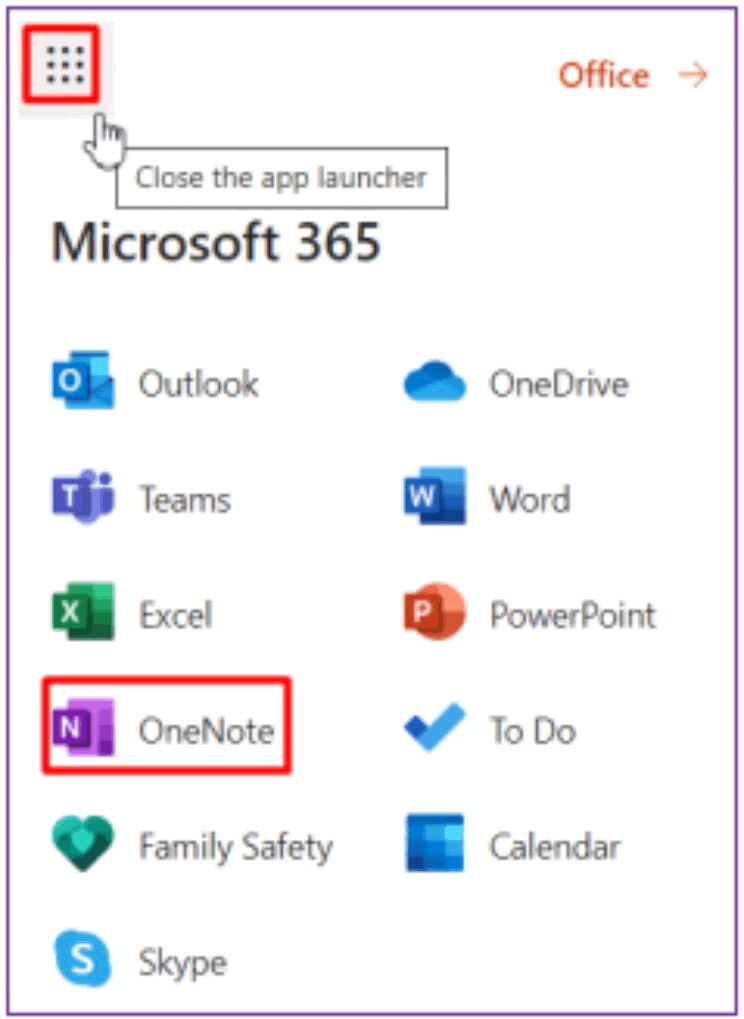 Office →
Close the app launcher
Microsoft 365
O Outlook OneDrive
T Teams W Word
X Excel P PowerPoint
N OneNote To Do
Family Safety Calendar
S Skype